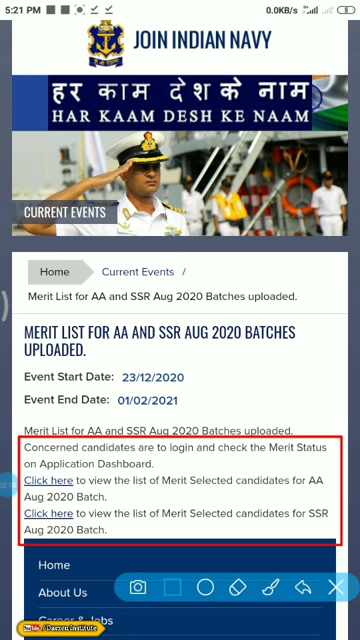 5:21 PM
0.0KB/s
JOIN INDIAN NAVY
हर काम देश के नाम
HAR KAAM DESH KE NAAM
CURRENT EVENTS
Home
Current Events /
Merit List for AA and SSR Aug 2020 Batches uploaded.
MERIT LIST FOR AA AND SSR AUG 2020 BATCHES
UPLOADED.
Event Start Date: 23/12/2020
Event End Date: 01/02/2021
Merit List for AA and SSR Aug 2020 Batches uploaded.
Concerned candidates are to login and check the Merit Status
on Application Dashboard.
Click here to view the list of Merit Selected candidates for AA
Aug 2020 Batch.
Click here to view the list of Merit Selected candidates for SSR
Aug 2020 Batch.
Home
About Us
Career & Jobs